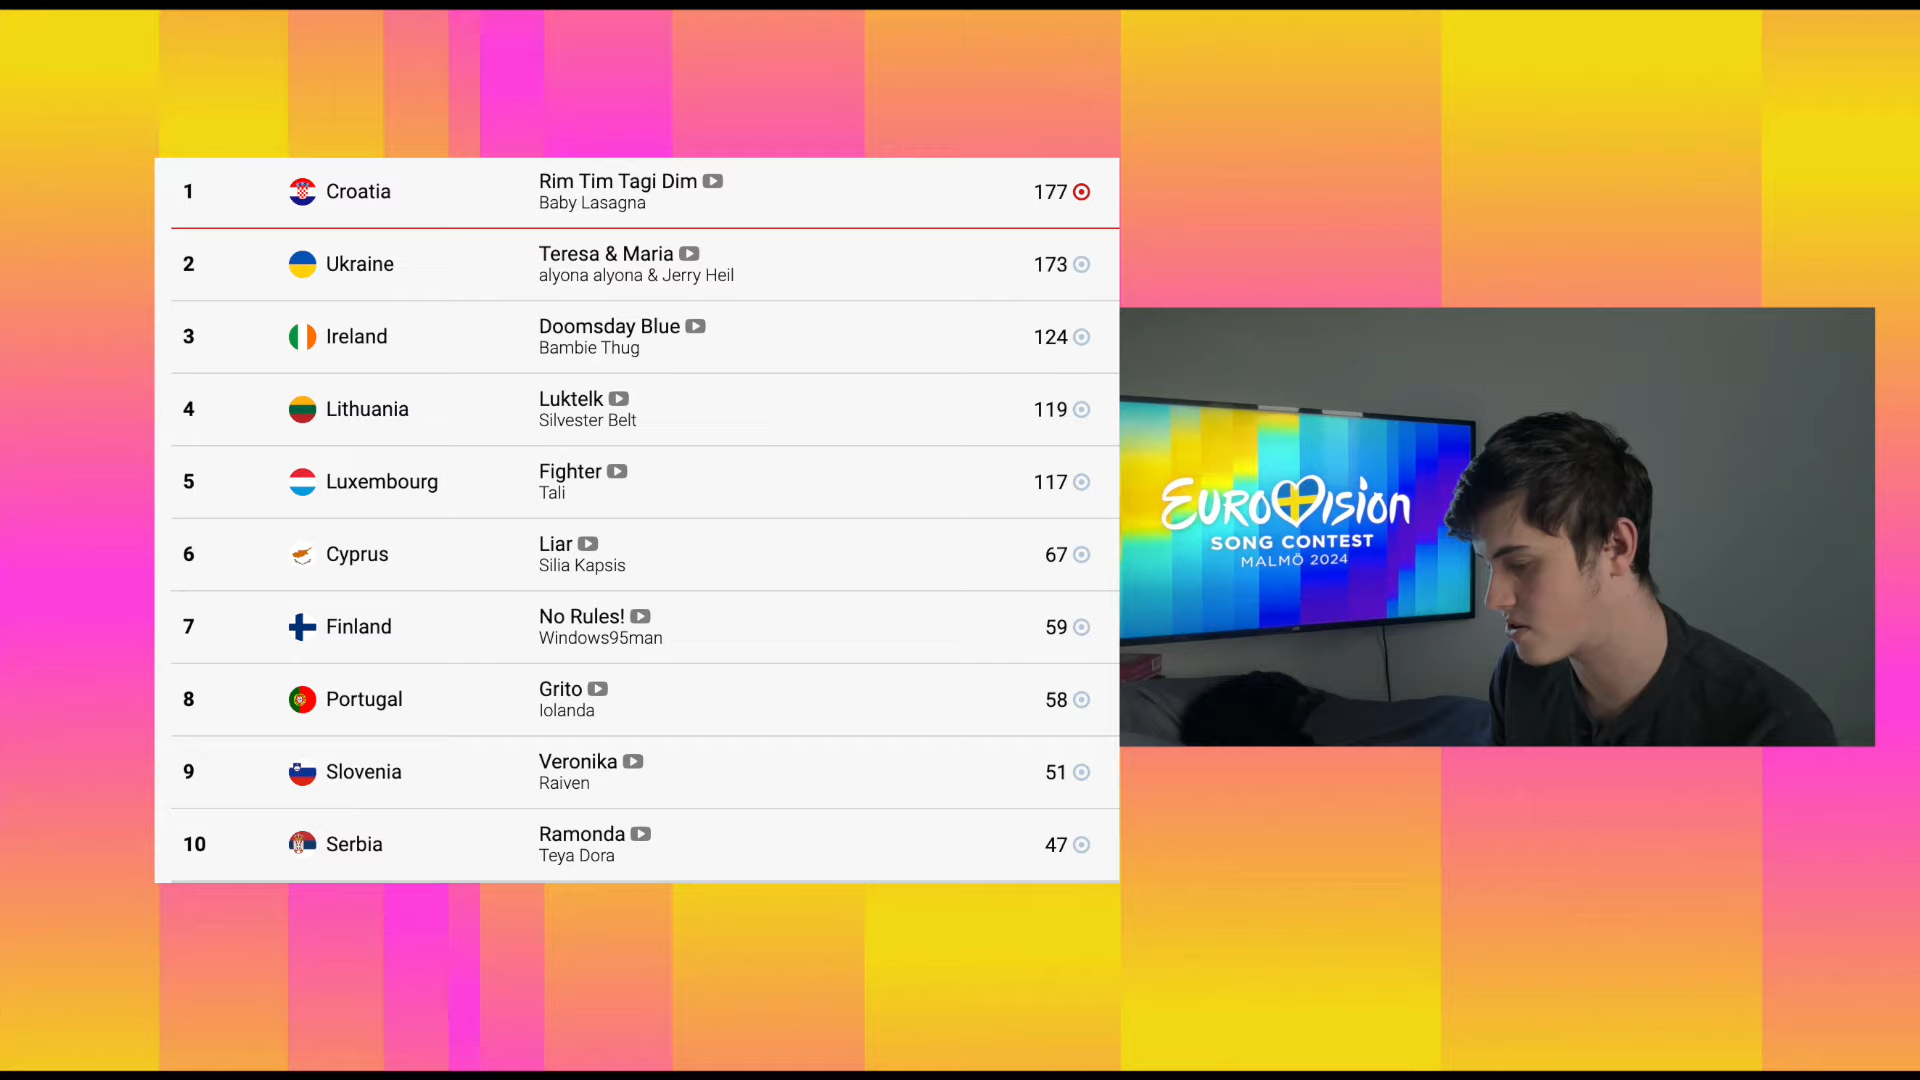 1 Croatia Rim Tim Tagi Dim 177
Baby Lasagna
2 Ukraine Teresa & Maria 173
alyona alyona & Jerry Heil
3 Ireland Doomsday Blue 124
Bambie Thug
4 Lithuania Luktelk 119
Silvester Belt
5 Luxembourg Fighter 117
Tali
6 Cyprus Liar 67
Silia Kapsis
7 Finland No Rules! 59
Windows95man
8 Portugal Grito 58
Iolanda
9 Slovenia Veronika 51
Raiven
10 Serbia Ramonda 47
Teya Dora
EUROVISION
SONG CONTEST
MALMÖ 2024